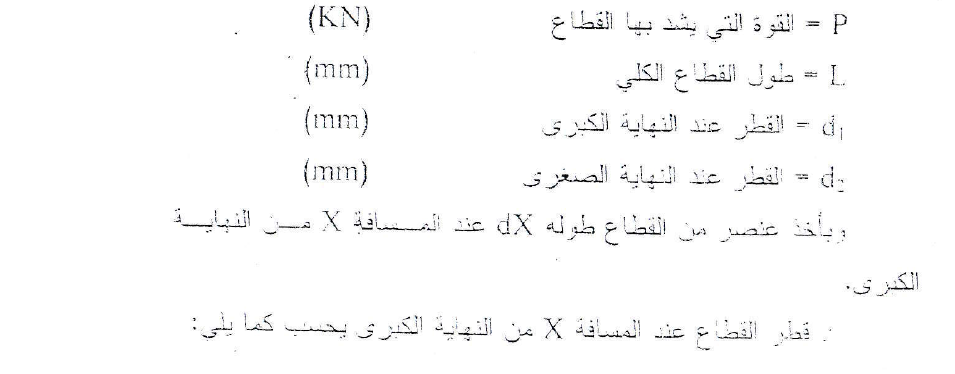 P = القوة التي يشد بها القطاع (KN)
L = طول القطاع الكلي (mm)
d₁ = القطر عند النهاية الكبرى (mm)
d₂ = القطر عند النهاية الصغرى (mm)
وبأخذ عنصر من القطاع طوله dX عند المسافة X من النهاية
الكبرى.
قطر القطاع عند المسافة X من النهاية الكبرى يحسب كما يلي: